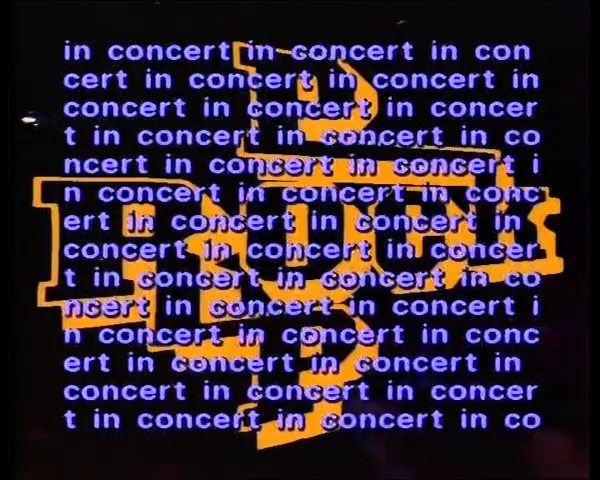 in concert in concert in con
cert in concert in concert in
concert in concert in concer
t in concert in concert in co
ncert in concert in concert i
n concert in concert in conc
ert in concert in concert in
concert in concert in concer
t in concert in concert in co
ncert in concert in concert i
n concert in concert in conc
ert in concert in concert in
concert in concert in concer
t in concert in concert in co
ROCK
POP